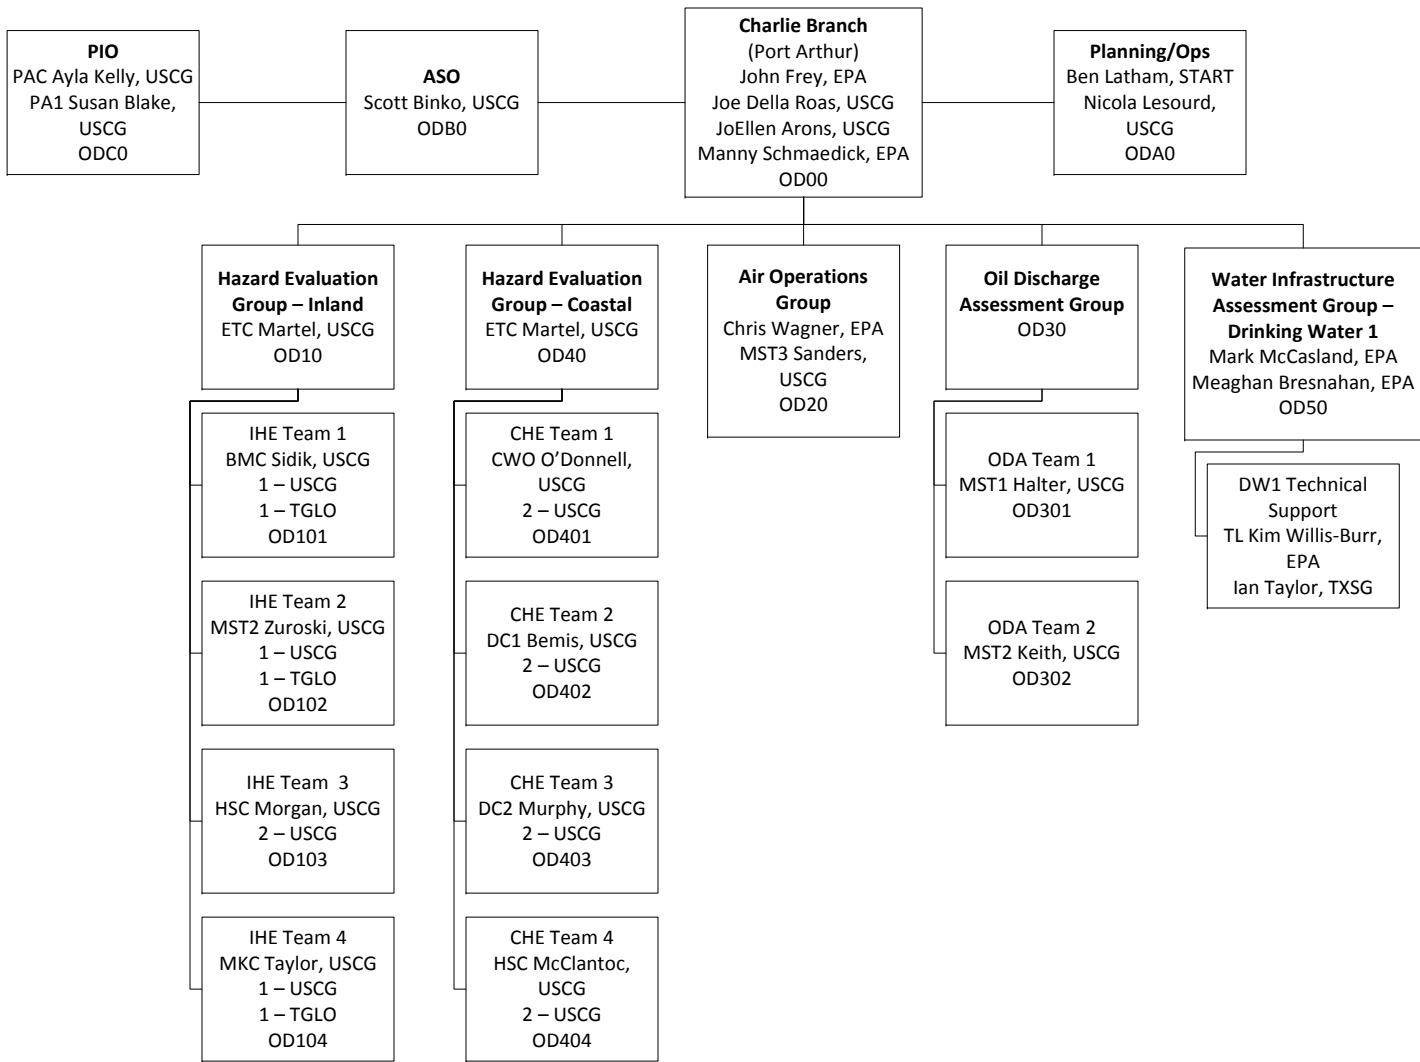 PIO
PAC Ayla Kelly, USCG
PA1 Susan Blake,
USCG
ODC0
ASO
Scott Binko, USCG
ODB0
Charlie Branch
(Port Arthur)
John Frey, EPA
Joe Della Roas, USCG
JoEllen Arons, USCG
Manny Schmaedick, EPA
OD00
Planning/Ops
Ben Latham, START
Nicola Lesourd,
USCG
ODA0
Hazard Evaluation
Group – Inland
ETC Martel, USCG
OD10
Hazard Evaluation
Group – Coastal
ETC Martel, USCG
OD40
Air Operations
Group
Chris Wagner, EPA
MST3 Sanders,
USCG
OD20
Oil Discharge
Assessment Group
OD30
Water Infrastructure
Assessment Group –
Drinking Water 1
Mark McCasland, EPA
Meaghan Bresnahan, EPA
OD50
IHE Team 1
BMC Sidik, USCG
1 – USCG
1 – TGLO
OD101
CHE Team 1
CWO O’Donnell,
USCG
2 – USCG
OD401
ODA Team 1
MST1 Halter, USCG
OD301
DW1 Technical
Support
TL Kim Willis-Burr,
EPA
Ian Taylor, TXSG
IHE Team 2
MST2 Zuroski, USCG
1 – USCG
1 – TGLO
OD102
CHE Team 2
DC1 Bemis, USCG
2 – USCG
OD402
ODA Team 2
MST2 Keith, USCG
OD302
IHE Team  3
HSC Morgan, USCG
2 – USCG
OD103
CHE Team 3
DC2 Murphy, USCG
2 – USCG
OD403
IHE Team 4
MKC Taylor, USCG
1 – USCG
1 – TGLO
OD104
CHE Team 4
HSC McClantoc,
USCG
2 – USCG
OD404